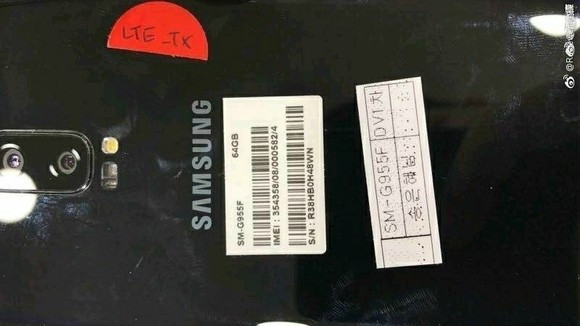 LTE_TX
SAMSUNG
SM-G955F 64GB
IMEI : 354358/08/000582/4
S/N : R38HB0H48WN
SM-G955F DV1차